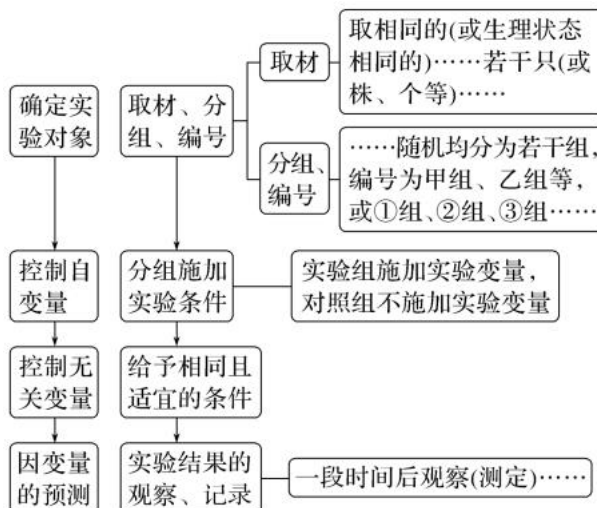 确定实
验对象
取材、分
组、编号
取材
取相同的(或生理状态
相同的)……若干只(或
株、个等)……
分组、
编号
……随机均分为若干组,
编号为甲组、乙组等,
或①组、②组、③组……
控制自
变量
分组施加
实验条件
实验组施加实验变量,
对照组不施加实验变量
控制无
关变量
给予相同且
适宜的条件
因变量
的预测
实验结果的
观察、记录
一段时间后观察(测定)……